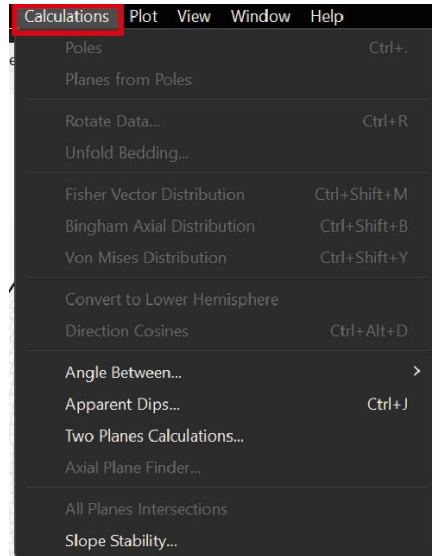 Calculations Plot View Window Help
Poles Ctrl+.
Planes from Poles
Rotate Data... Ctrl+R
Unfold Bedding...
Fisher Vector Distribution Ctrl+Shift+M
Bingham Axial Distribution Ctrl+Shift+B
Von Mises Distribution Ctrl+Shift+Y
Convert to Lower Hemisphere
Direction Cosines Ctrl+Alt+D
Angle Between... >
Apparent Dips... Ctrl+J
Two Planes Calculations...
Axial Plane Finder...
All Planes Intersections
Slope Stability...